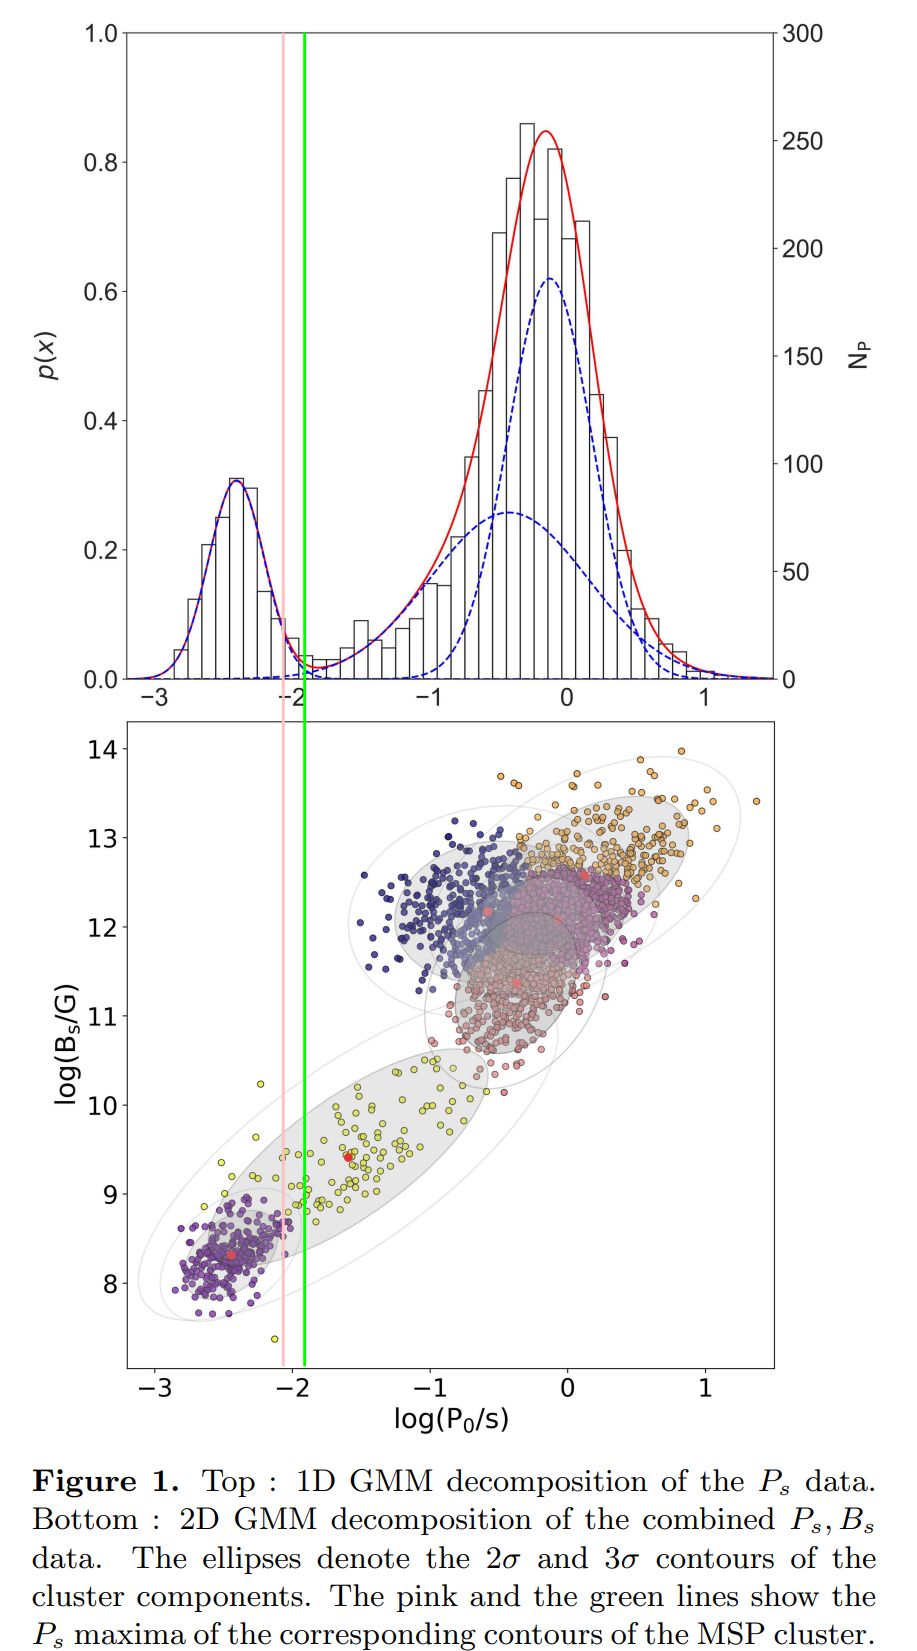 1.0
0.8
0.6
0.4
0.2
0.0
p(x)
300
250
200
150
100
50
0
N_P
−3 −2 −1 0 1
14
13
12
11
10
9
8
log(B_s/G)
−3 −2 −1 0 1
log(P_0/s)
Figure 1. Top : 1D GMM decomposition of the P_s data.
Bottom : 2D GMM decomposition of the combined P_s, B_s
data. The ellipses denote the 2σ and 3σ contours of the
cluster components. The pink and the green lines show the
P_s maxima of the corresponding contours of the MSP cluster.